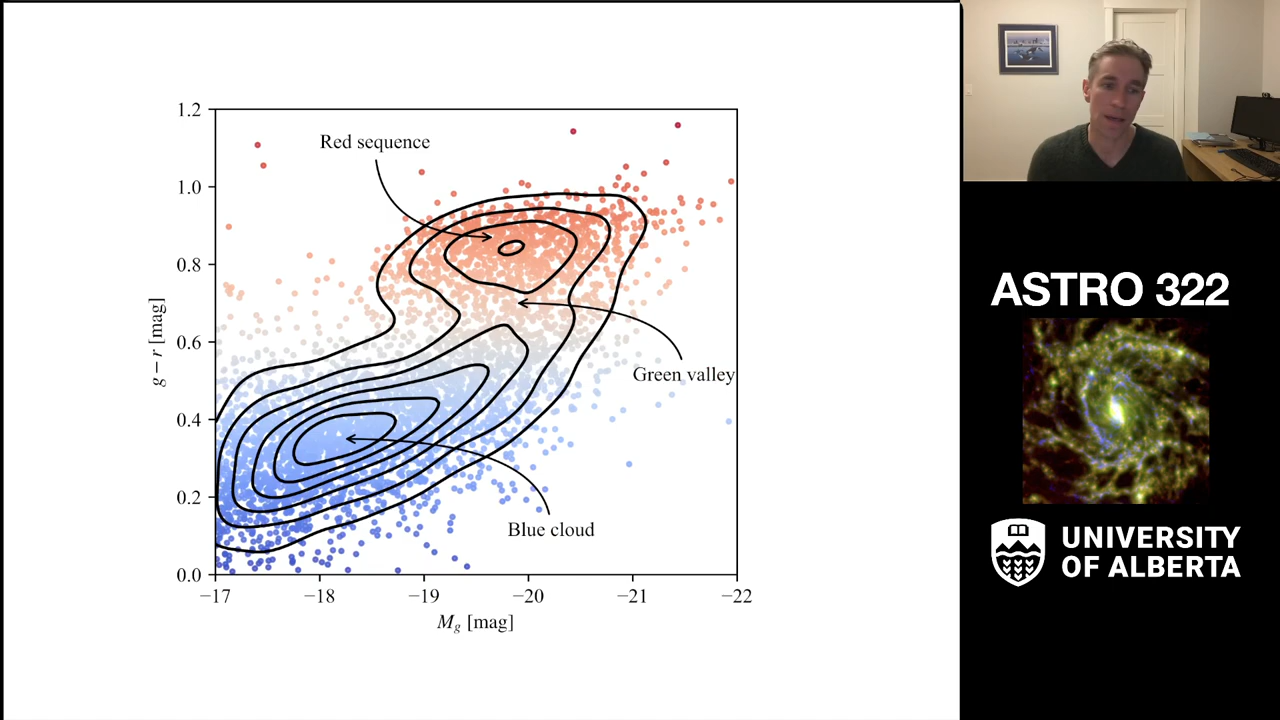 1.2
1.0
0.8
0.6
0.4
0.2
0.0
g − r [mag]
Red sequence
Green valley
Blue cloud
−17
−18
−19
−20
−21
−22
M_g [mag]
ASTRO 322
UNIVERSITY
OF ALBERTA